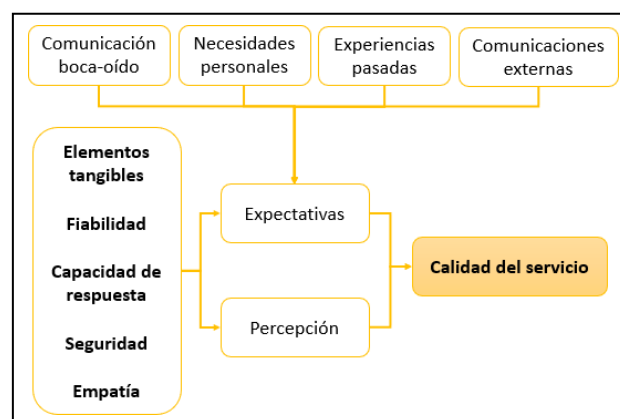 Comunicación
boca-oído
Necesidades
personales
Experiencias
pasadas
Comunicaciones
externas
Elementos
tangibles
Fiabilidad
Capacidad de
respuesta
Seguridad
Empatía
Expectativas
Percepción
Calidad del servicio